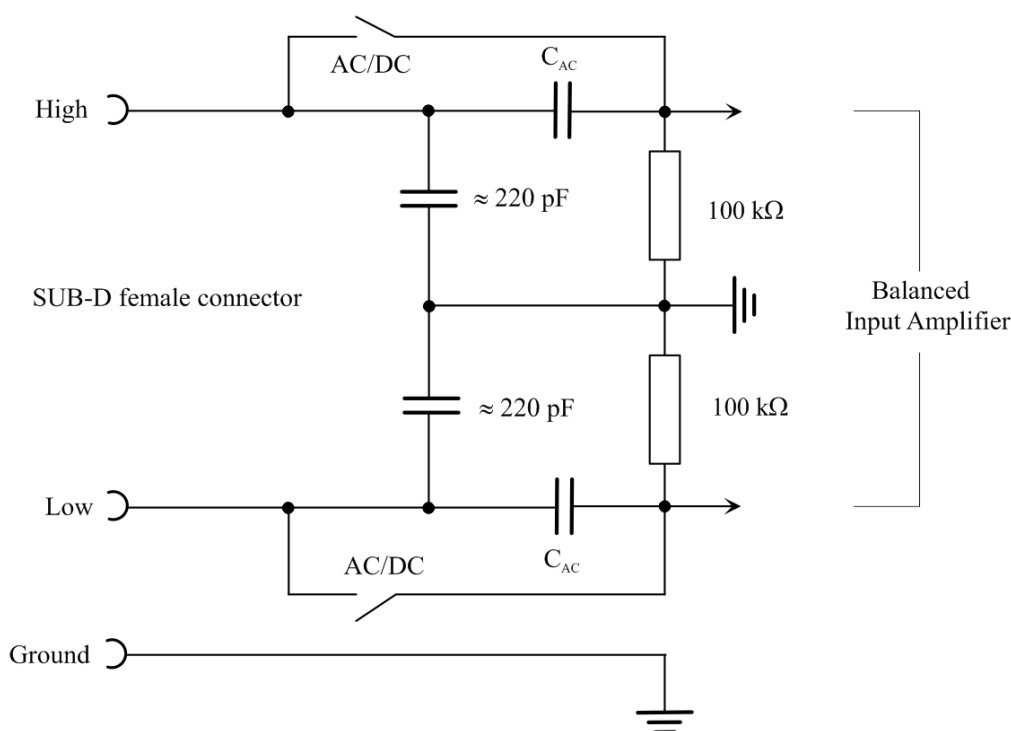 AC/DC
C_AC
High
≈ 220 pF
100 kΩ
SUB-D female connector
Balanced
Input Amplifier
≈ 220 pF
100 kΩ
Low
AC/DC
C_AC
Ground